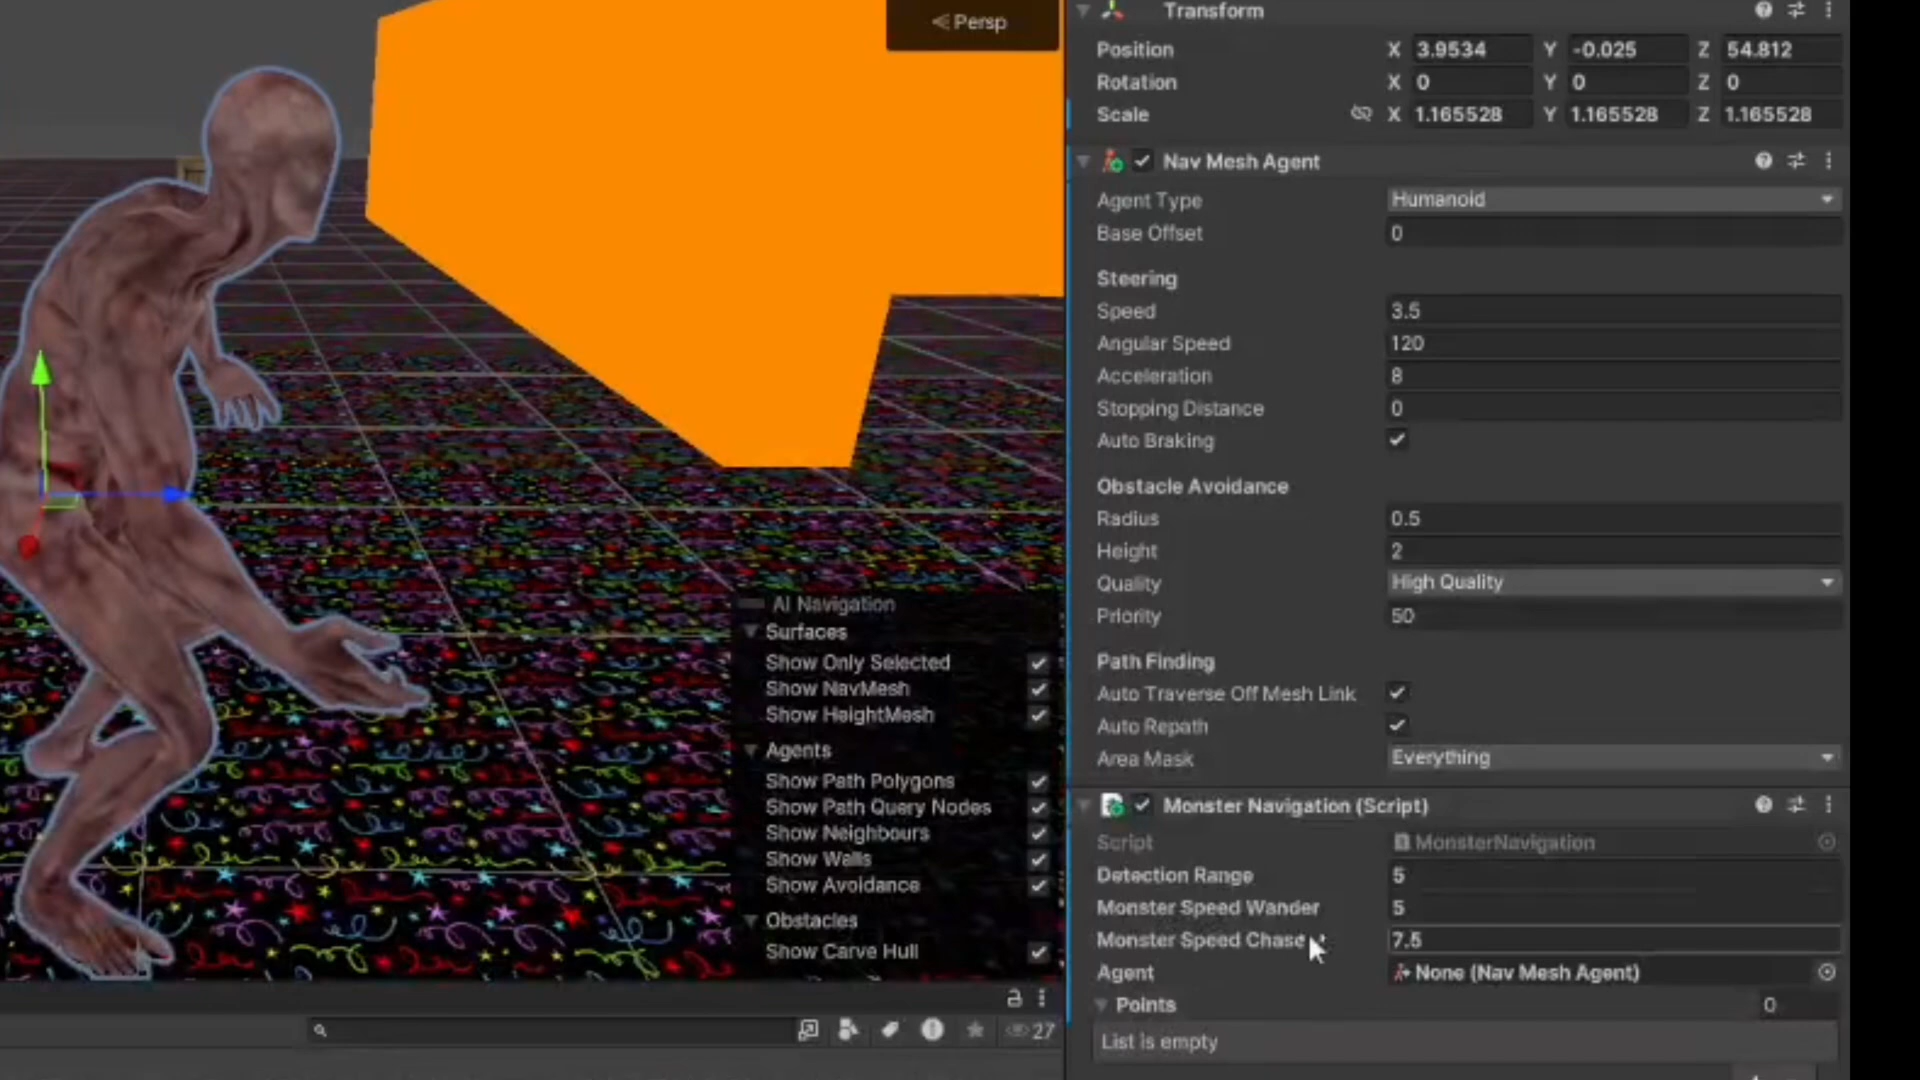 Persp
Transform
Position X 3.9534 Y -0.025 Z 54.812
Rotation X 0 Y 0 Z 0
Scale X 1.165528 Y 1.165528 Z 1.165528
Nav Mesh Agent
Agent Type Humanoid
Base Offset 0
Steering
Speed 3.5
Angular Speed 120
Acceleration 8
Stopping Distance 0
Auto Braking
Obstacle Avoidance
Radius 0.5
Height 2
Quality High Quality
Priority 50
Path Finding
Auto Traverse Off Mesh Link
Auto Repath
Area Mask Everything
Monster Navigation (Script)
Script MonsterNavigation
Detection Range 5
Monster Speed Wander 5
Monster Speed Chase 7.5
Agent None (Nav Mesh Agent)
Points 0
List is empty
AI Navigation
Surfaces
Show Only Selected
Show NavMesh
Show HeightMesh
Agents
Show Path Polygons
Show Path Query Nodes
Show Neighbours
Show Walls
Show Avoidance
Obstacles
Show Carve Hull
27